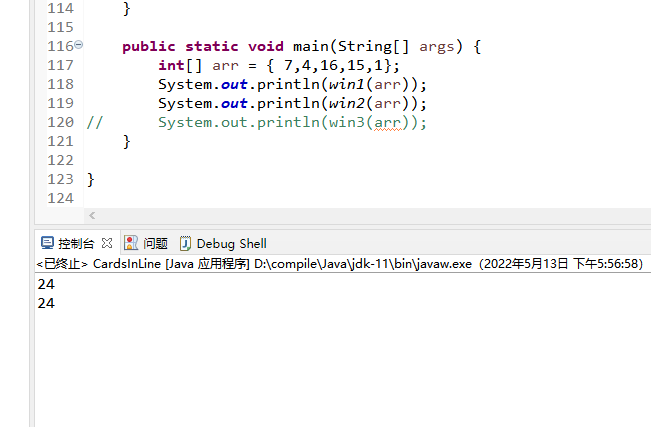 114 }
115
116 public static void main(String[] args) {
117 int[] arr = { 7,4,16,15,1};
118 System.out.println(win1(arr));
119 System.out.println(win2(arr));
120 // System.out.println(win3(arr));
121 }
122
123 }
124
控制台 问题 Debug Shell
<已终止> CardsInLine [Java 应用程序] D:\compile\Java\jdk-11\bin\javaw.exe（2022年5月13日 下午5:56:58）
24
24